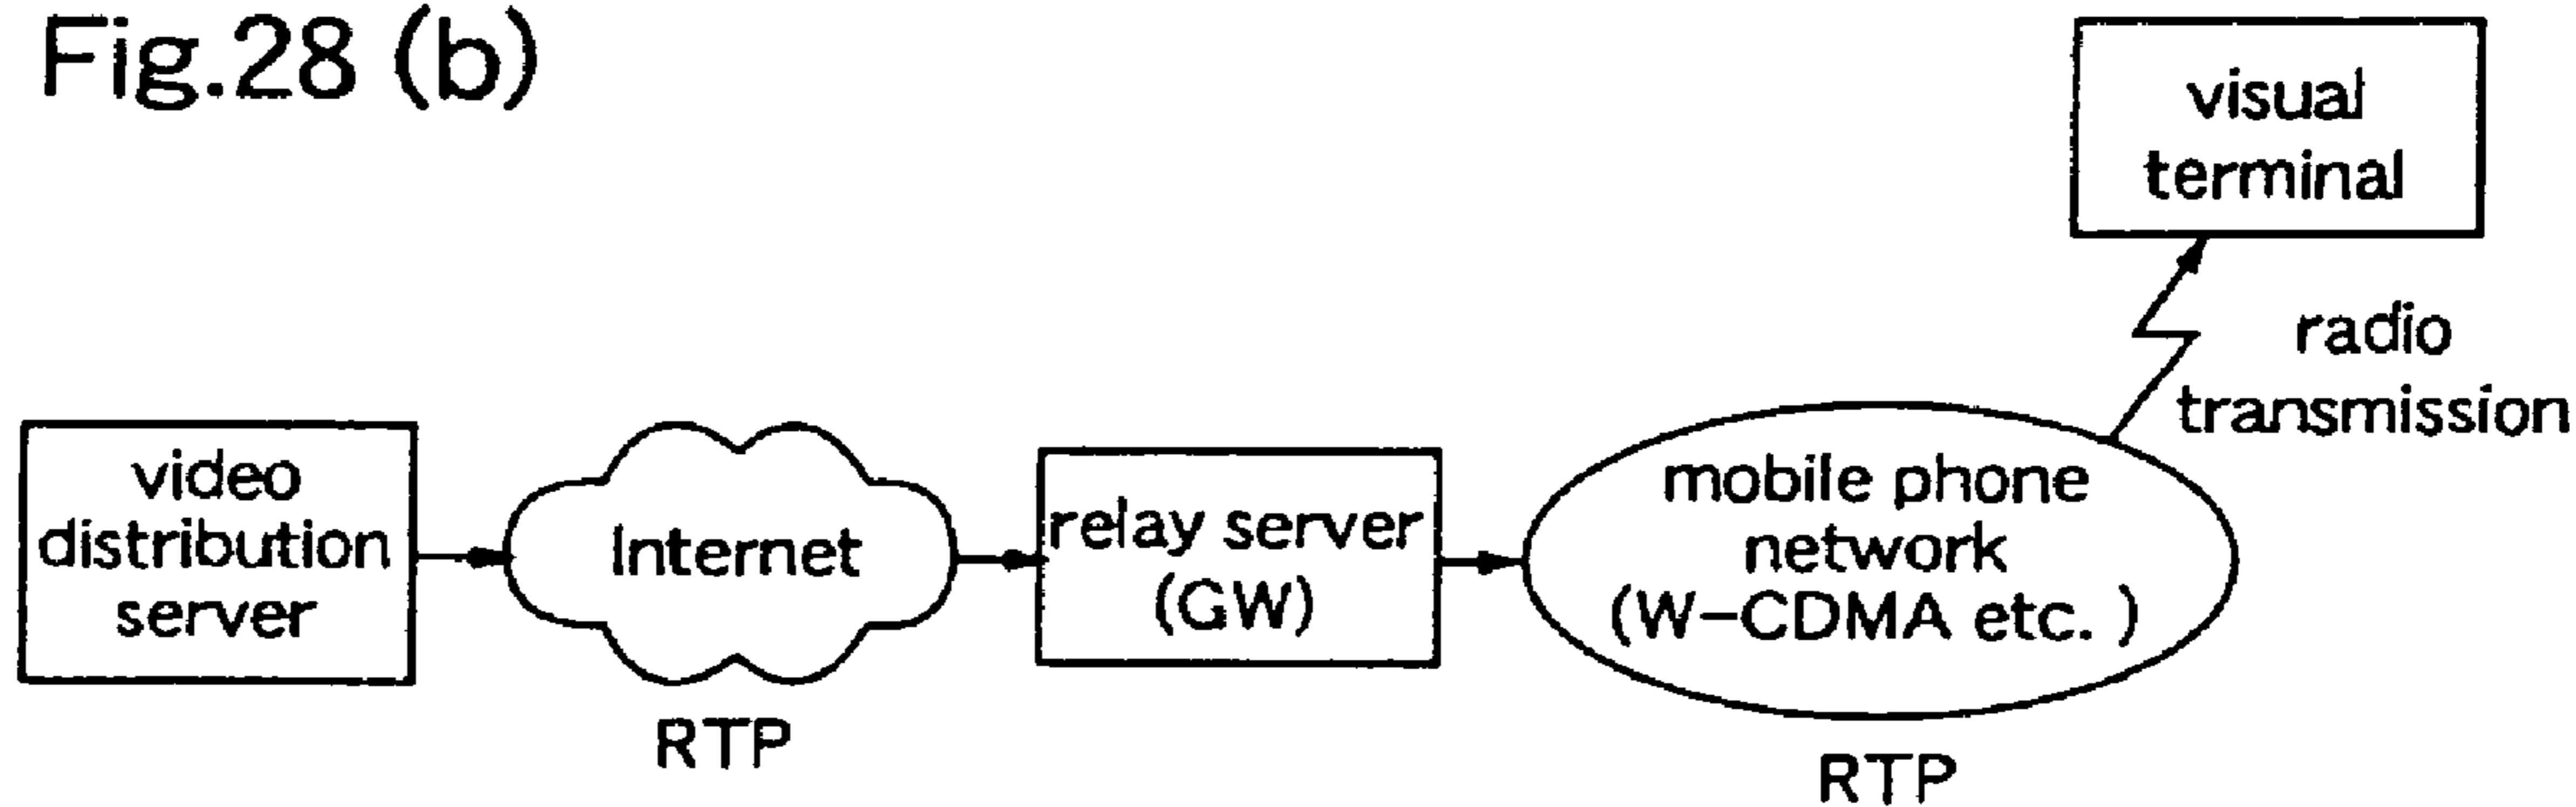 Fig.28 (b)
visual
terminal
radio
transmission
video
distribution
server
Internet
RTP
relay server
(GW)
mobile phone
network
(W-CDMA etc. )
RTP